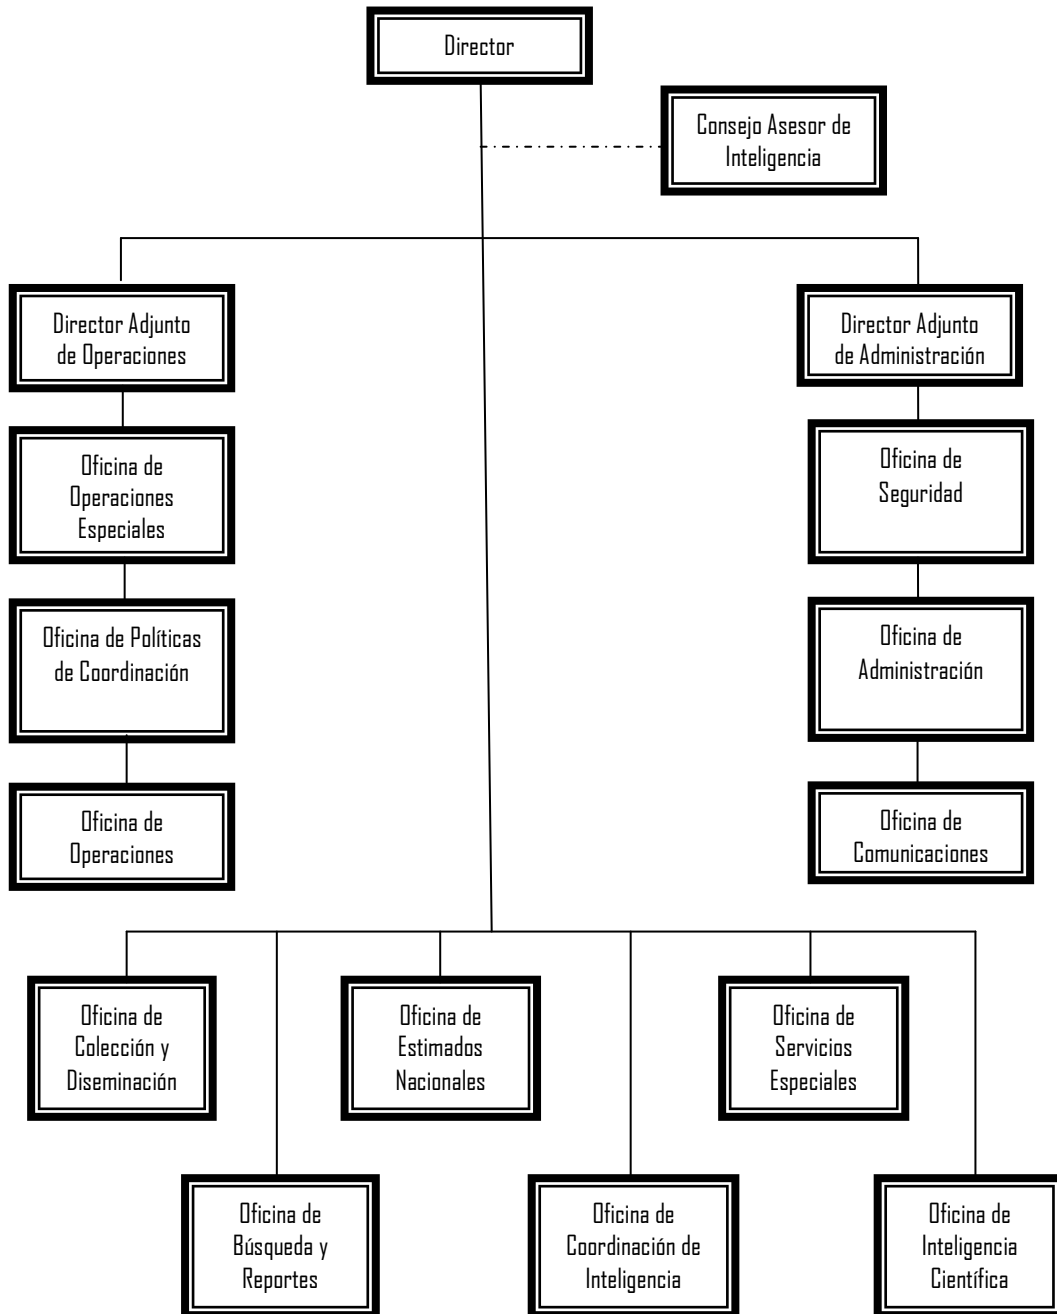 Director
Consejo Asesor de
Inteligencia
Director Adjunto
de Operaciones
Director Adjunto
de Administración
Oficina de
Operaciones
Especiales
Oficina de
Seguridad
Oficina de Políticas
de Coordinación
Oficina de
Administración
Oficina de
Operaciones
Oficina de
Comunicaciones
Oficina de
Colección y
Diseminación
Oficina de
Estimados
Nacionales
Oficina de
Servicios
Especiales
Oficina de
Búsqueda y
Reportes
Oficina de
Coordinación de
Inteligencia
Oficina de
Inteligencia
Científica